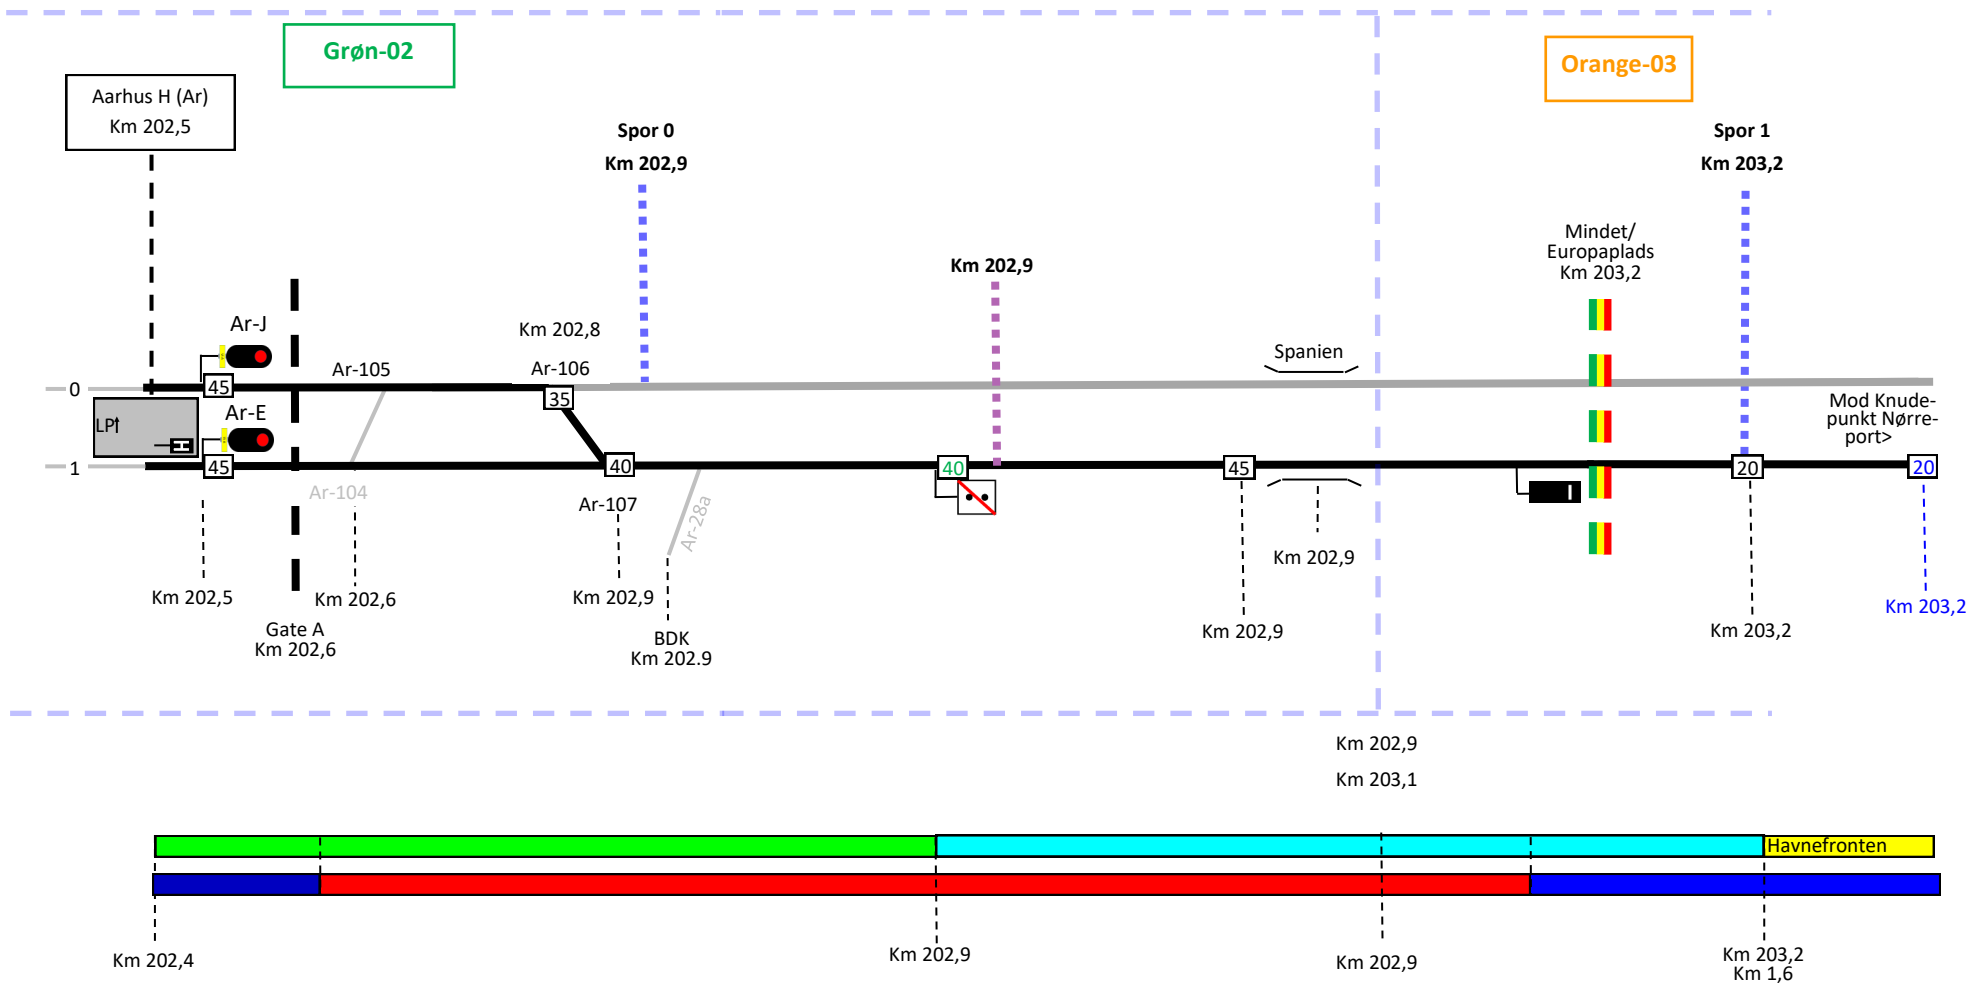 Grøn-02
Orange-03
Aarhus H (Ar)
Km 202,5
Spor 0
Km 202,9
Spor 1
Km 203,2
Mindet/
Europaplads
Km 203,2
Km 202,9
Ar-J
Km 202,8
Ar-105
Ar-106
Spanien
0
45
35
Mod Knude-
punkt Nørre-
port>
LP↑
H
Ar-E
1
45
40
40
45
20
20
Ar-104
Ar-107
Ar-28a
Km 202,9
Km 202,5
Km 202,6
Km 202,9
Km 203,2
Gate A
Km 202,6
BDK
Km 202.9
Km 202,9
Km 203,2
Km 202,9
Km 203,1
Havnefronten
Km 202,4
Km 202,9
Km 202,9
Km 203,2
Km 1,6